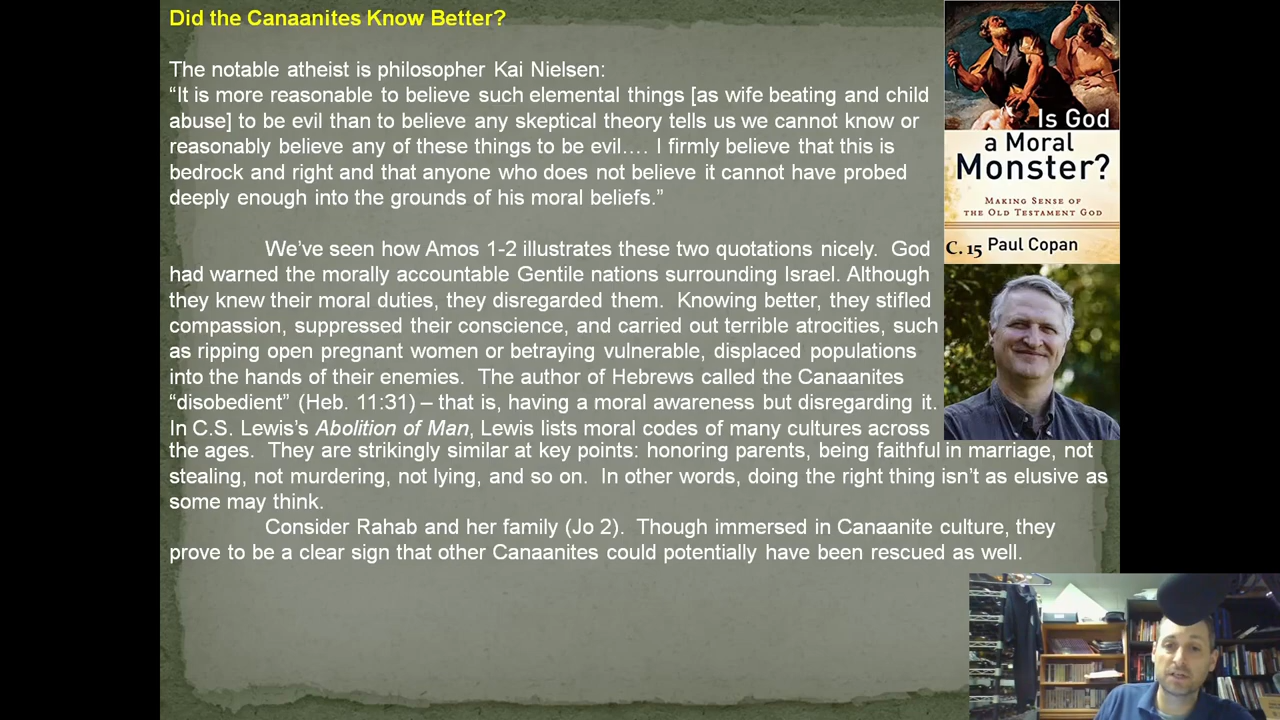 Did the Canaanites Know Better?
The notable atheist is philosopher Kai Nielsen:
“It is more reasonable to believe such elemental things [as wife beating and child
abuse] to be evil than to believe any skeptical theory tells us we cannot know or
reasonably believe any of these things to be evil…. I firmly believe that this is
bedrock and right and that anyone who does not believe it cannot have probed
deeply enough into the grounds of his moral beliefs.”
We’ve seen how Amos 1-2 illustrates these two quotations nicely.  God
had warned the morally accountable Gentile nations surrounding Israel. Although
they knew their moral duties, they disregarded them.  Knowing better, they stifled
compassion, suppressed their conscience, and carried out terrible atrocities, such
as ripping open pregnant women or betraying vulnerable, displaced populations
into the hands of their enemies.  The author of Hebrews called the Canaanites
“disobedient” (Heb. 11:31) – that is, having a moral awareness but disregarding it.
In C.S. Lewis’s Abolition of Man, Lewis lists moral codes of many cultures across
the ages.  They are strikingly similar at key points: honoring parents, being faithful in marriage, not
stealing, not murdering, not lying, and so on.  In other words, doing the right thing isn’t as elusive as
some may think.
Consider Rahab and her family (Jo 2).  Though immersed in Canaanite culture, they
prove to be a clear sign that other Canaanites could potentially have been rescued as well.
Is God
a Moral
Monster?
Making Sense of
the Old Testament God
C. 15 Paul Copan